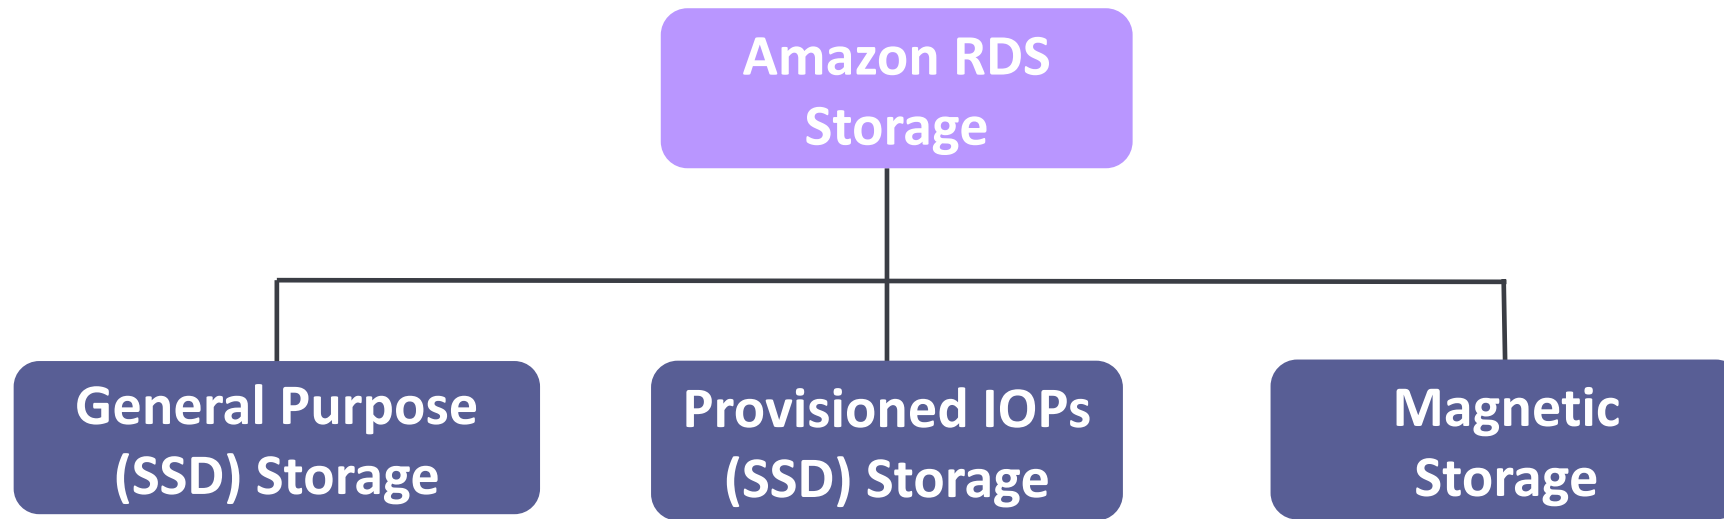 Amazon RDS
Storage
General Purpose
(SSD) Storage
Provisioned IOPs
(SSD) Storage
Magnetic
Storage